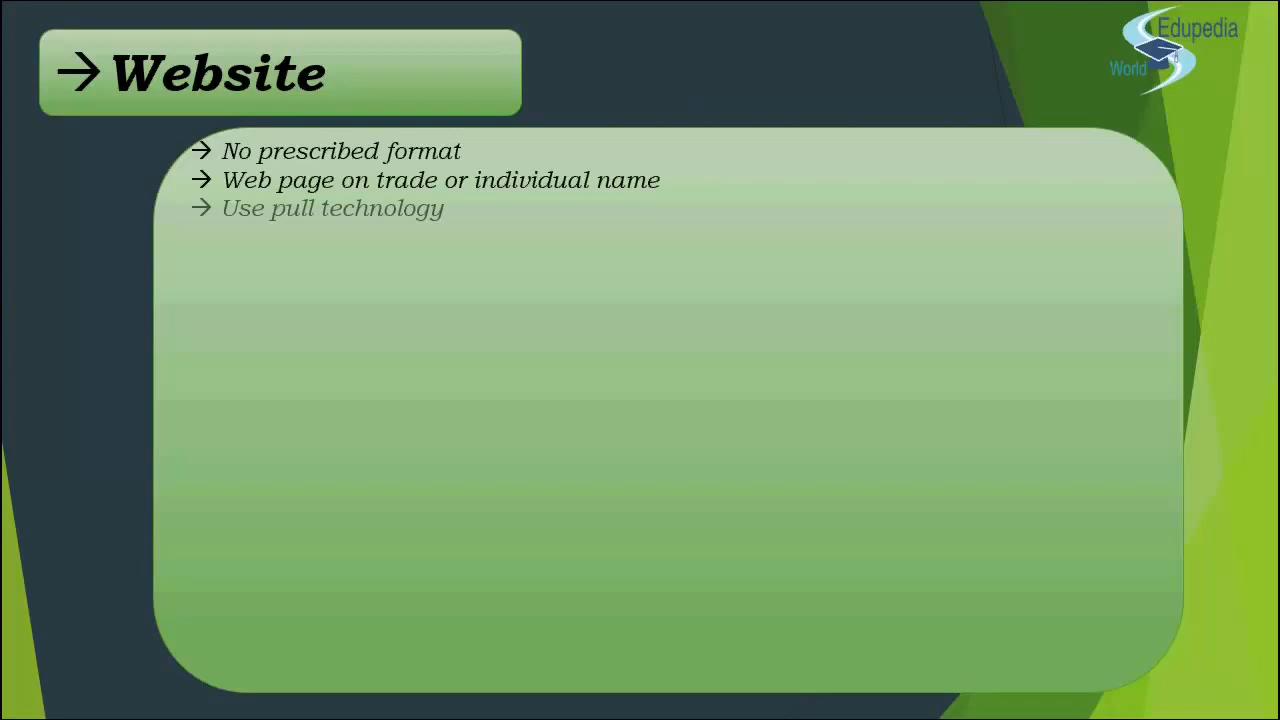 → Website
Edupedia
World
→ No prescribed format
→ Web page on trade or individual name
→ Use pull technology